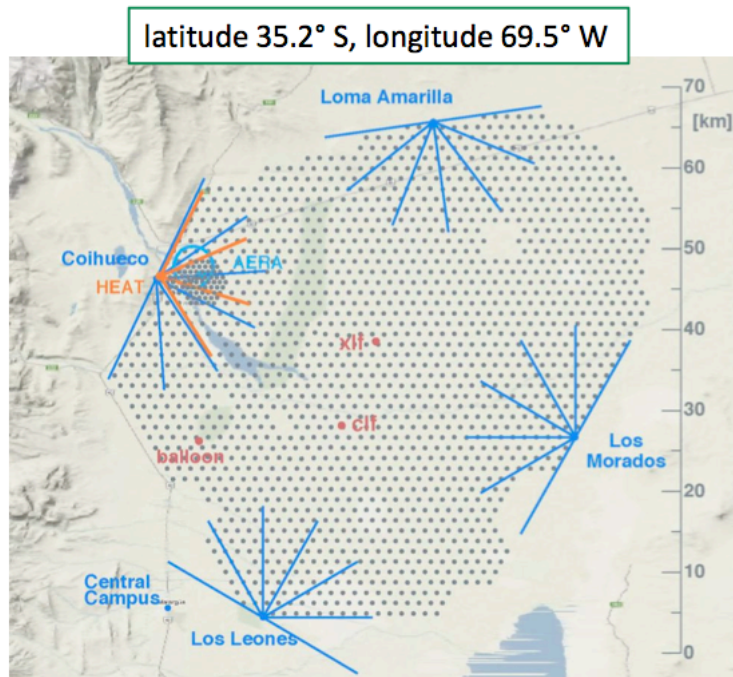 latitude 35.2° S, longitude 69.5° W
Loma Amarilla
70
[km]
60
Coihueco
AERA
50
HEAT
xlf
40
clf
30
balloon
Los
Morados
20
10
Central
Campus
Los Leones
0